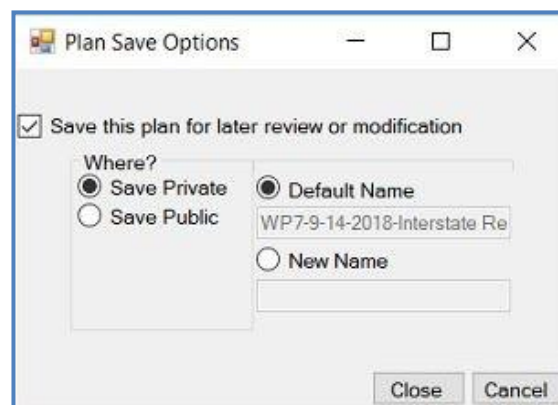 Plan Save Options
Save this plan for later review or modification
Where?
Save Private
Save Public
Default Name
WP7-9-14-2018-Interstate Re
New Name
Close
Cancel